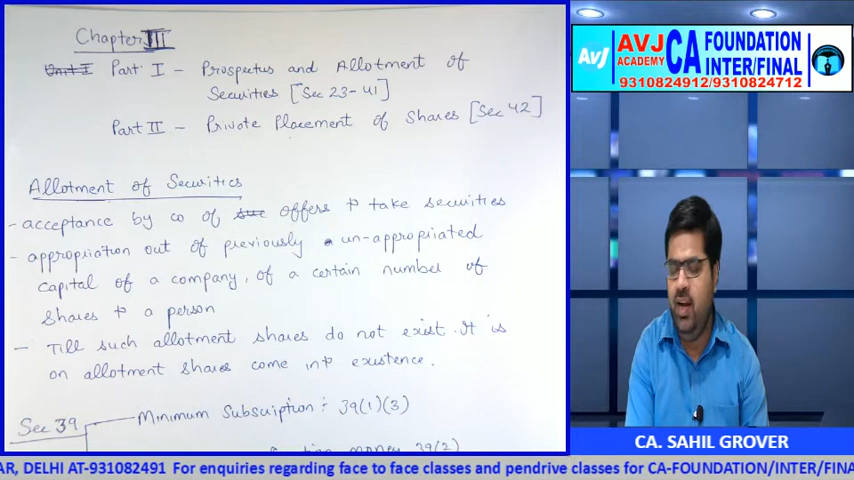 Chapter III
Unit I Part I - Prospectus and Allotment of
Securities [Sec 23-41]
Part II - Private Placement of Shares [Sec 42]
Allotment of Securities
- acceptance by co of offers to take securities
- appropriation out of previously un-appropriated
capital of a company, of a certain number of
shares to a person
- Till such allotment shares do not exist. It is
on allotment shares come into existence.
Sec 39
Minimum Subscription : 39(1)(3)
money 39(2)
AVJ
AVJ
ACADEMY
CA
FOUNDATION
INTER/FINAL
9310824912/9310824712
CA. SAHIL GROVER
AR, DELHI AT-931082491 For enquiries regarding face to face classes and pendrive classes for CA-FOUNDATION/INTER/FINA